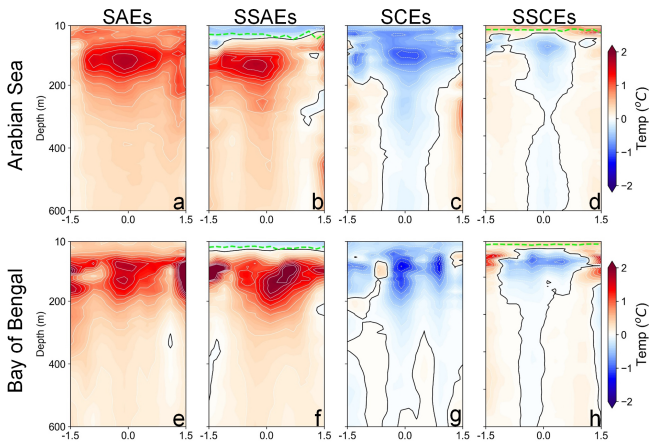 SAEs SSAEs SCEs SSCEs
Arabian Sea
Depth (m)
10
200
400
600
a b c d
-1.5 0.0 1.5 -1.5 0.0 1.5 -1.5 0.0 1.5 -1.5 0.0 1.5
2
1
0
−1
−2
Temp (°C)
Bay of Bengal
Depth (m)
10
200
400
600
e f g h
-1.5 0.0 1.5 -1.5 0.0 1.5 -1.5 0.0 1.5 -1.5 0.0 1.5
2
1
0
−1
−2
Temp (°C)